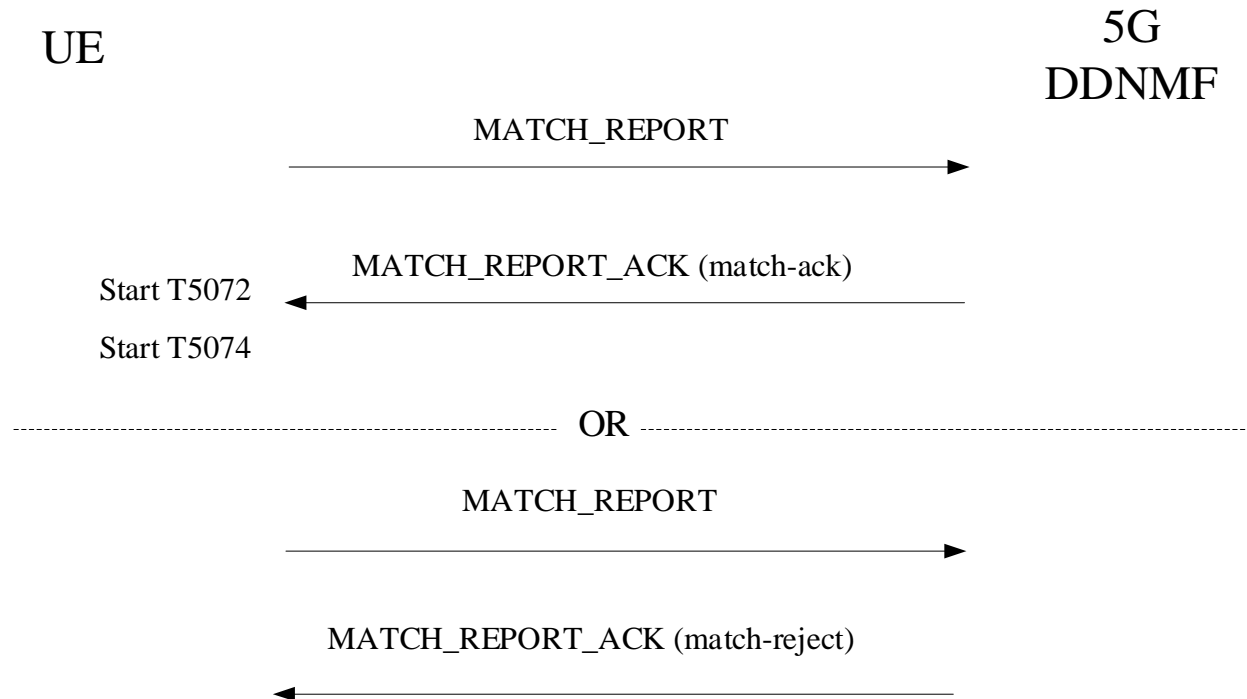 UE
5G
DDNMF
MATCH_REPORT
MATCH_REPORT_ACK (match-ack)
Start T5072
Start T5074
OR
MATCH_REPORT
MATCH_REPORT_ACK (match-reject)